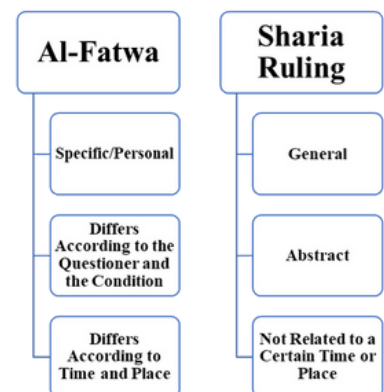 Al-Fatwa
Specific/Personal
Differs
According to the
Questioner and
the Condition
Differs
According to
Time and Place
Sharia
Ruling
General
Abstract
Not Related to a
Certain Time or
Place